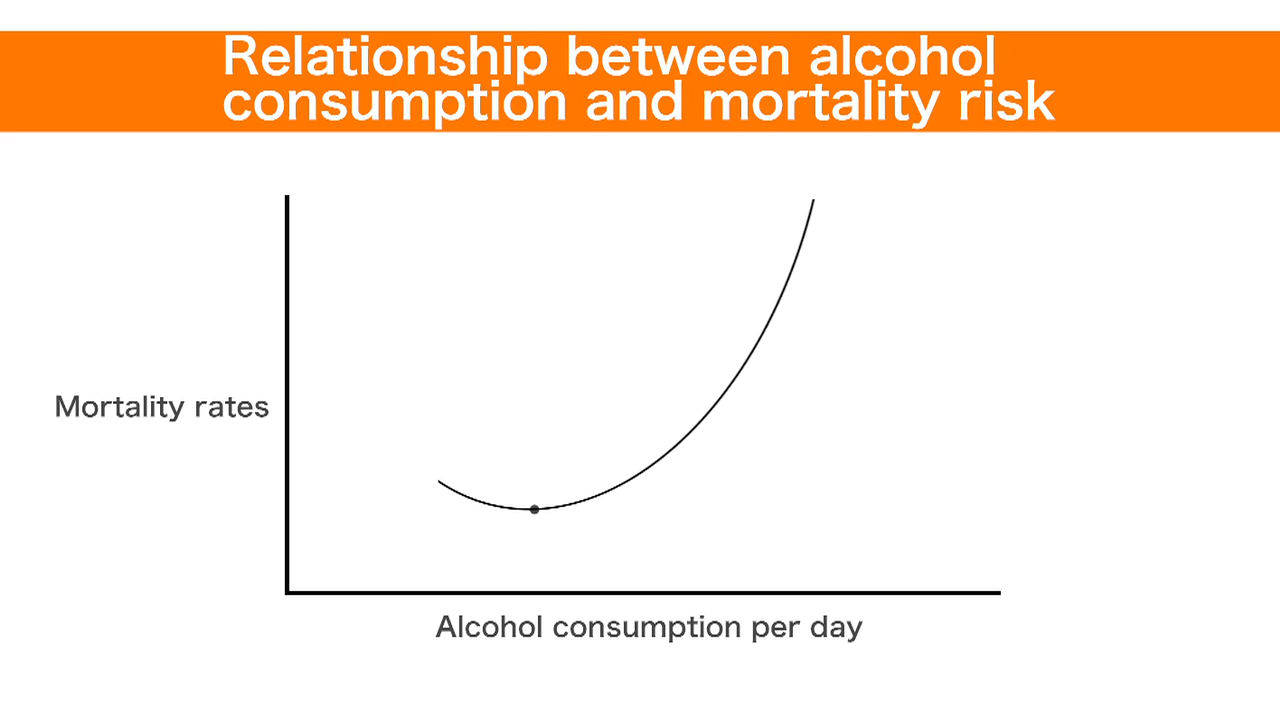 Relationship between alcohol
consumption and mortality risk
Mortality rates
Alcohol consumption per day